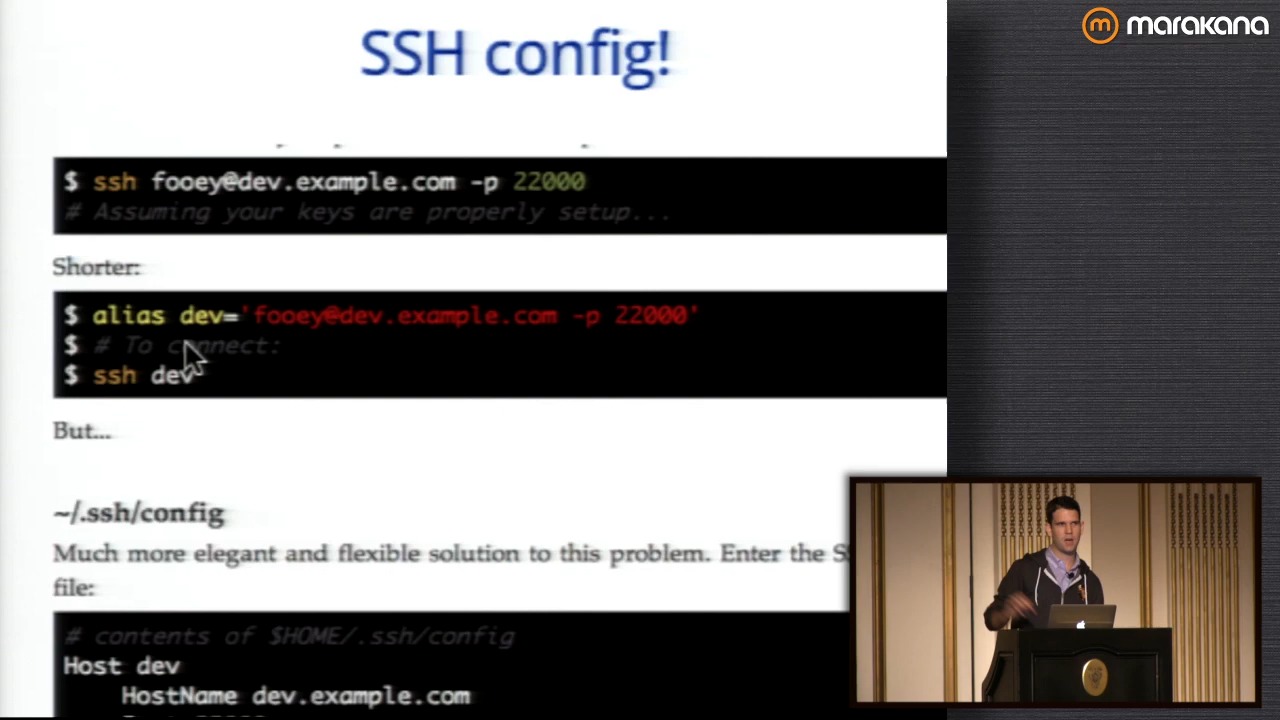 marakana
SSH config!
$ ssh fooey@dev.example.com -p 22000
# Assuming your keys are properly setup...
Shorter:
$ alias dev='fooey@dev.example.com -p 22000'
$ # To connect:
$ ssh dev
But...
~/.ssh/config
Much more elegant and flexible solution to this problem. Enter the
file:
# contents of $HOME/.ssh/config
Host dev
HostName dev.example.com